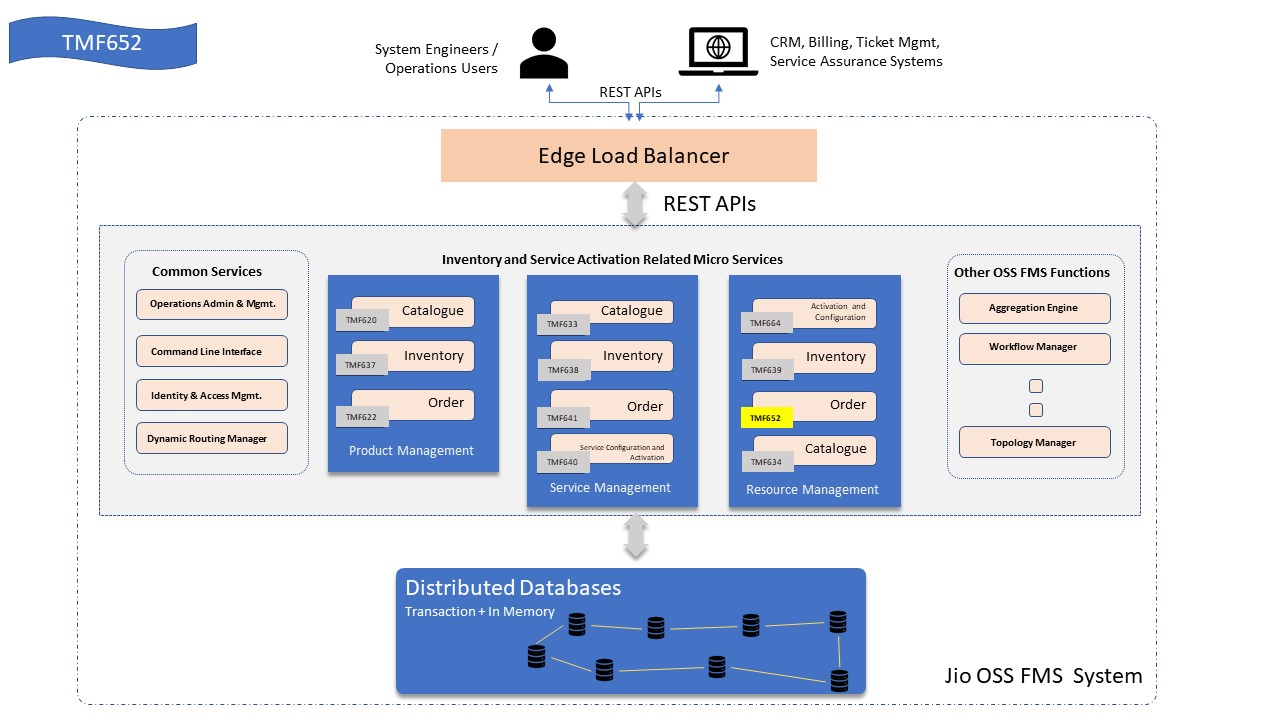 TMF652
System Engineers /
Operations Users
CRM, Billing, Ticket Mgmt,
Service Assurance Systems
REST APIs
Edge Load Balancer
REST APIs
Inventory and Service Activation Related Micro Services
Common Services
Operations Admin & Mgmt.
Command Line Interface
Identity & Access Mgmt.
Dynamic Routing Manager
Catalogue
TMF620
Inventory
TMF637
Order
TMF622
Product Management
Catalogue
TMF633
Inventory
TMF638
Order
TMF641
Service Configuration and
Activation
TMF640
Service Management
Activation and
Configuration
TMF664
Inventory
TMF639
Order
TMF652
Catalogue
TMF634
Resource Management
Other OSS FMS Functions
Aggregation Engine
Workflow Manager
Topology Manager
Distributed Databases
Transaction + In Memory
Jio OSS FMS System